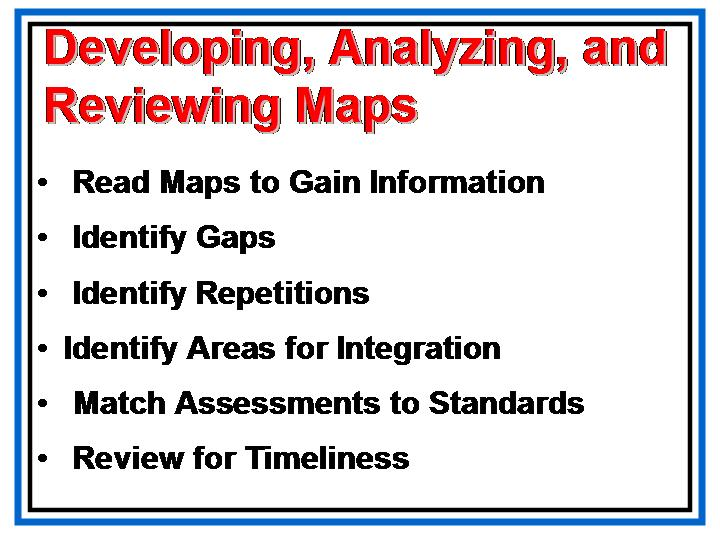 Developing, Analyzing, and
Reviewing Maps
• Read Maps to Gain Information
• Identify Gaps
• Identify Repetitions
• Identify Areas for Integration
• Match Assessments to Standards
• Review for Timeliness